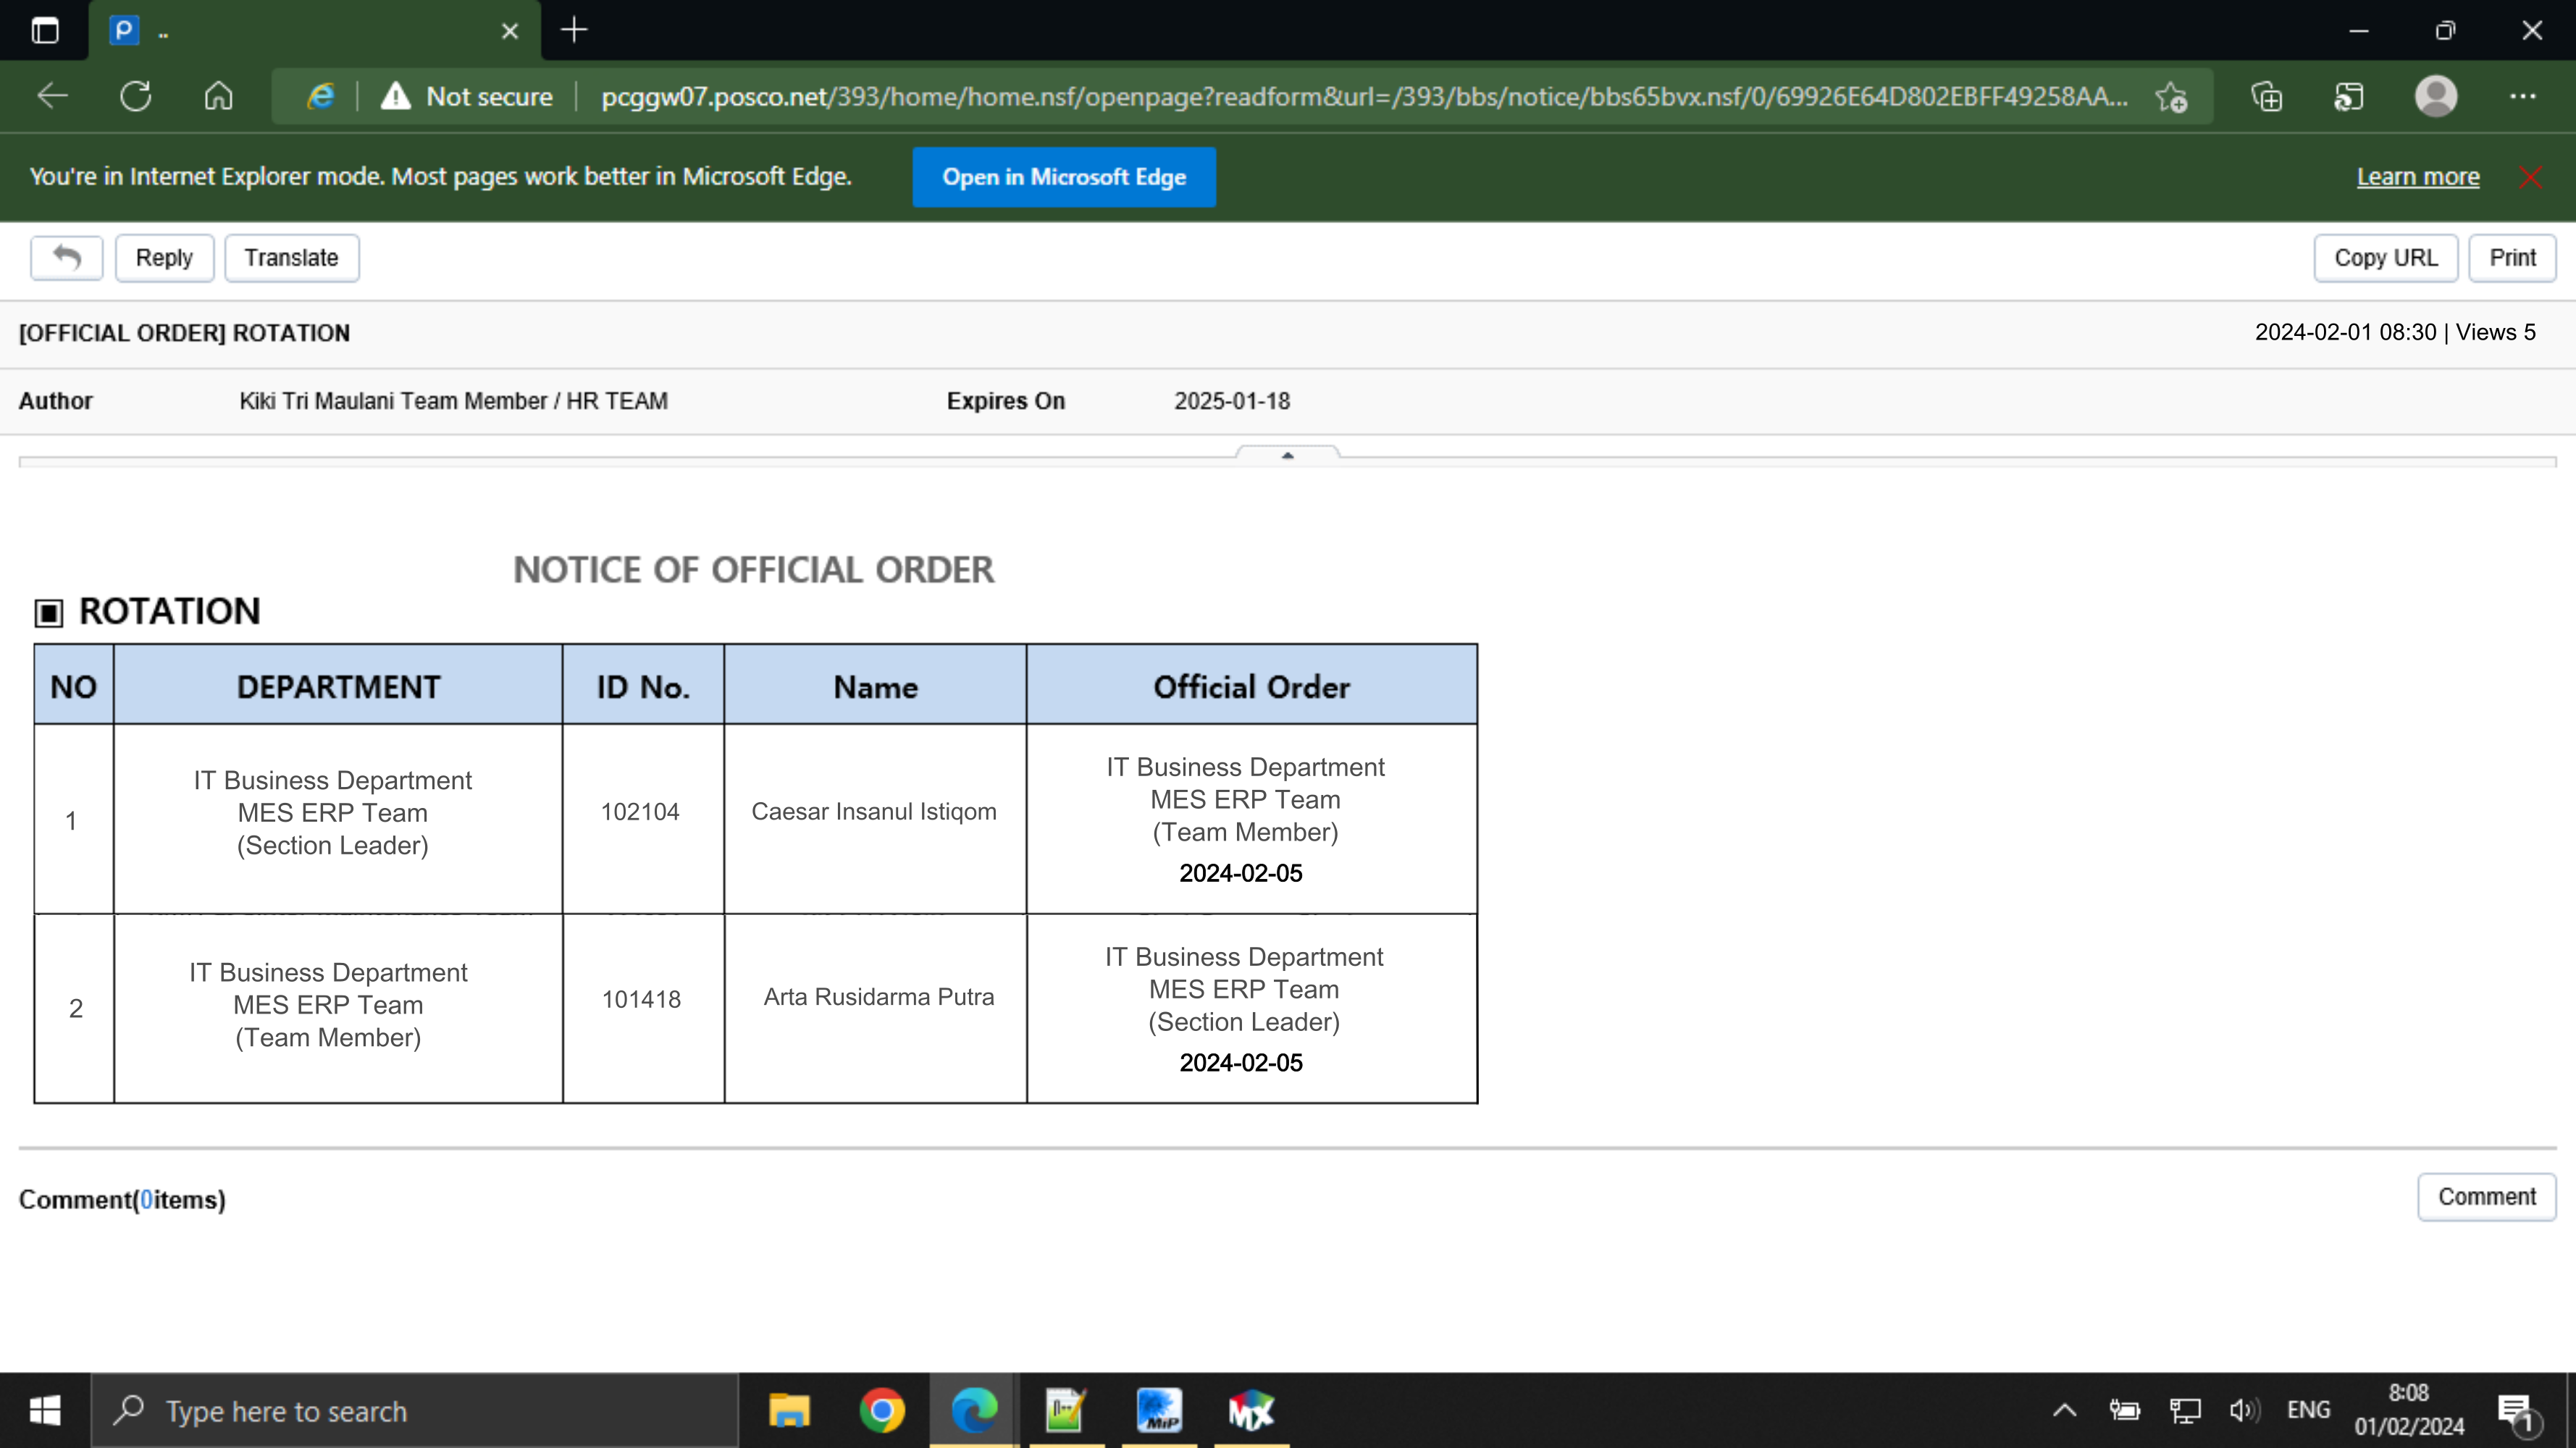 ..
Not secure
pcggw07.posco.net/393/home/home.nsf/openpage?readform&url=/393/bbs/notice/bbs65bvx.nsf/0/69926E64D802EBFF49258AA...
You're in Internet Explorer mode. Most pages work better in Microsoft Edge.
Open in Microsoft Edge
Learn more
Reply
Translate
Copy URL
Print
[OFFICIAL ORDER] ROTATION
2024-02-01 08:30 | Views 5
Author
Kiki Tri Maulani Team Member / HR TEAM
Expires On
2025-01-18
NOTICE OF OFFICIAL ORDER
▣ ROTATION
NO
DEPARTMENT
ID No.
Name
Official Order
1
IT Business Department
MES ERP Team
(Section Leader)
102104
Caesar Insanul Istiqom
IT Business Department
MES ERP Team
(Team Member)
2024-02-05
2
IT Business Department
MES ERP Team
(Team Member)
101418
Arta Rusidarma Putra
IT Business Department
MES ERP Team
(Section Leader)
2024-02-05
Comment(0items)
Comment
Type here to search
MiP
MX
ENG
8:08
01/02/2024
1